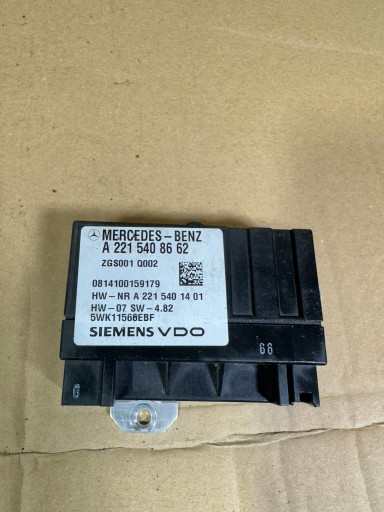 MERCEDES-BENZ
A 221 540 86 62
ZGS001 Q002
0814100159179
HW-NR A 221 540 14 01
HW-07 SW-4.82
5WK11566EBF
SIEMENS VDO
66